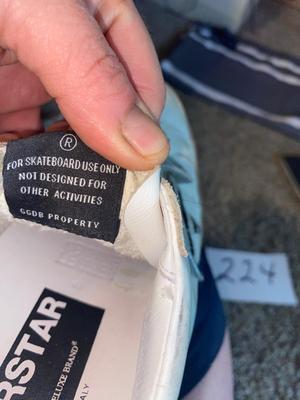 ®
FOR SKATEBOARD USE ONLY
NOT DESIGNED FOR
OTHER ACTIVITIES
GGDB PROPERTY
224
RSTAR
DELUXE BRAND®
ALY